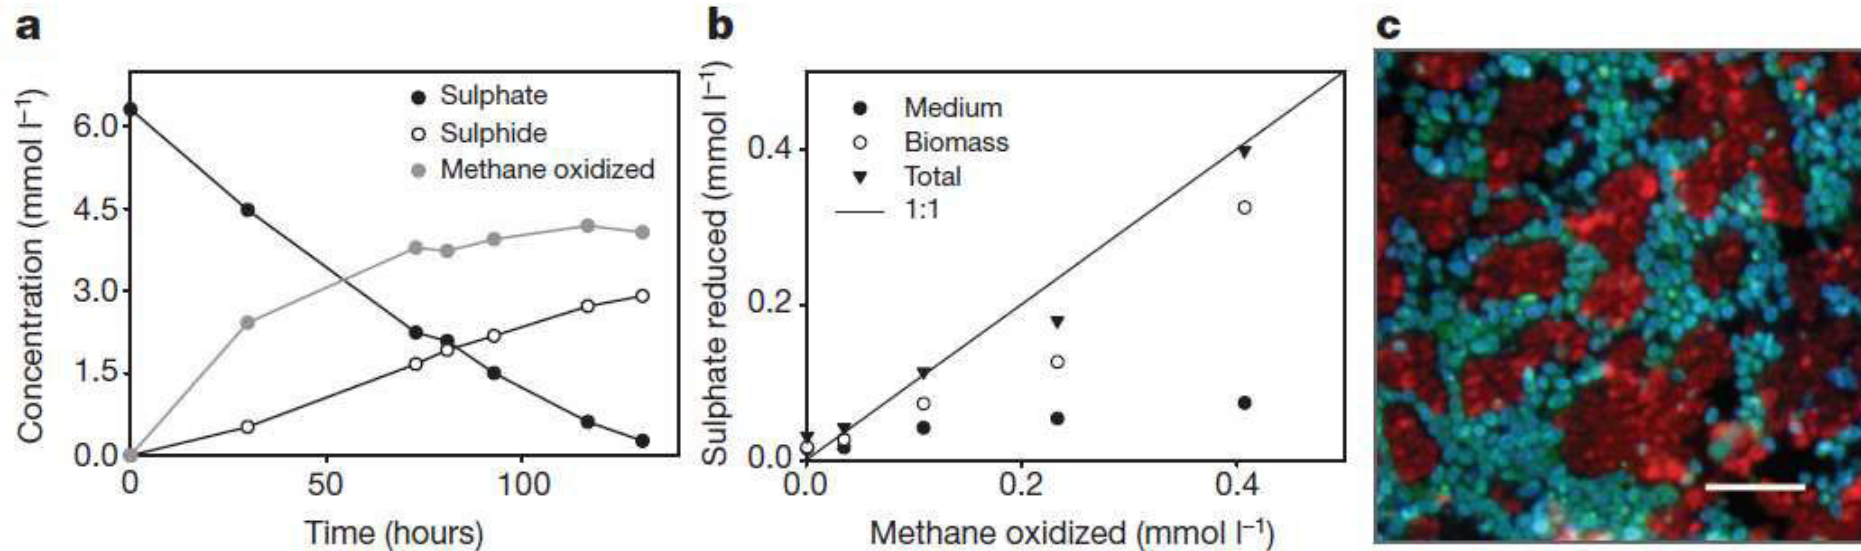 a
Concentration (mmol l⁻¹)
6.0
4.5
3.0
1.5
0.0
0
50
100
Time (hours)
Sulphate
Sulphide
Methane oxidized
b
Sulphate reduced (mmol l⁻¹)
0.4
0.2
0.0
0.0
0.2
0.4
Methane oxidized (mmol l⁻¹)
Medium
Biomass
Total
1:1
c